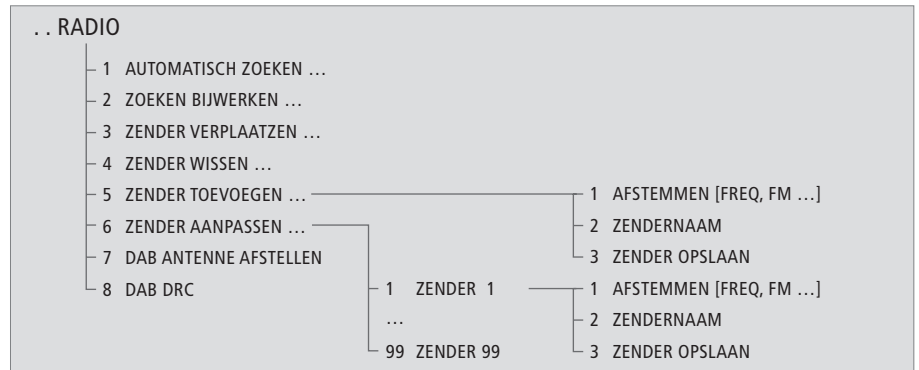 . . RADIO
1 AUTOMATISCH ZOEKEN …
2 ZOEKEN BIJWERKEN …
3 ZENDER VERPLAATZEN …
4 ZENDER WISSEN …
5 ZENDER TOEVOEGEN … 1 AFSTEMMEN [FREQ, FM …]
6 ZENDER AANPASSEN … 2 ZENDERNAAM
7 DAB ANTENNE AFSTELLEN 3 ZENDER OPSLAAN
8 DAB DRC 1 ZENDER 1 1 AFSTEMMEN [FREQ, FM …]
… 2 ZENDERNAAM
99 ZENDER 99 3 ZENDER OPSLAAN